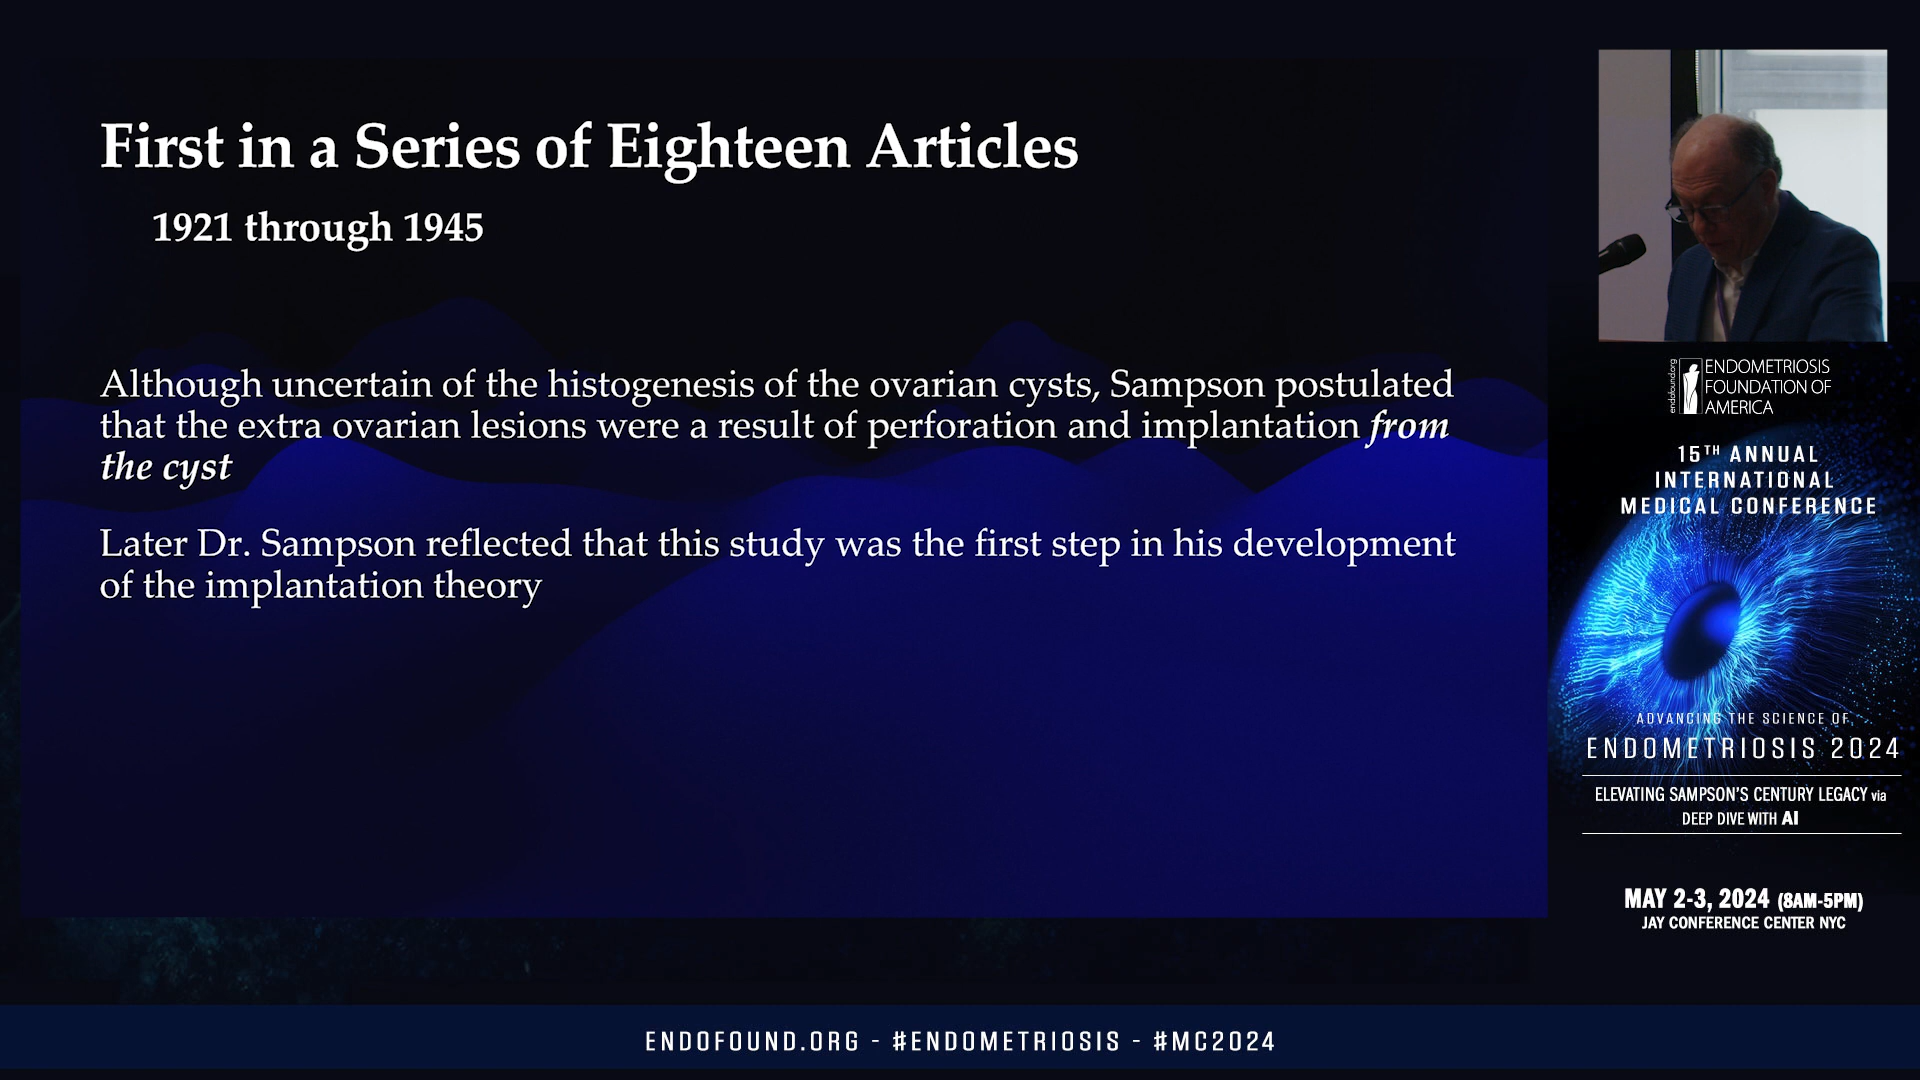 First in a Series of Eighteen Articles
1921 through 1945
Although uncertain of the histogenesis of the ovarian cysts, Sampson postulated
that the extra ovarian lesions were a result of perforation and implantation from
the cyst
Later Dr. Sampson reflected that this study was the first step in his development
of the implantation theory
endofound.org
ENDOMETRIOSIS
FOUNDATION OF
AMERICA
15TH ANNUAL
INTERNATIONAL
MEDICAL CONFERENCE
ADVANCING THE SCIENCE OF
ENDOMETRIOSIS 2024
ELEVATING SAMPSON'S CENTURY LEGACY via
DEEP DIVE WITH AI
MAY 2-3, 2024 (8AM-5PM)
JAY CONFERENCE CENTER NYC
ENDOFOUND.ORG - #ENDOMETRIOSIS - #MC2024